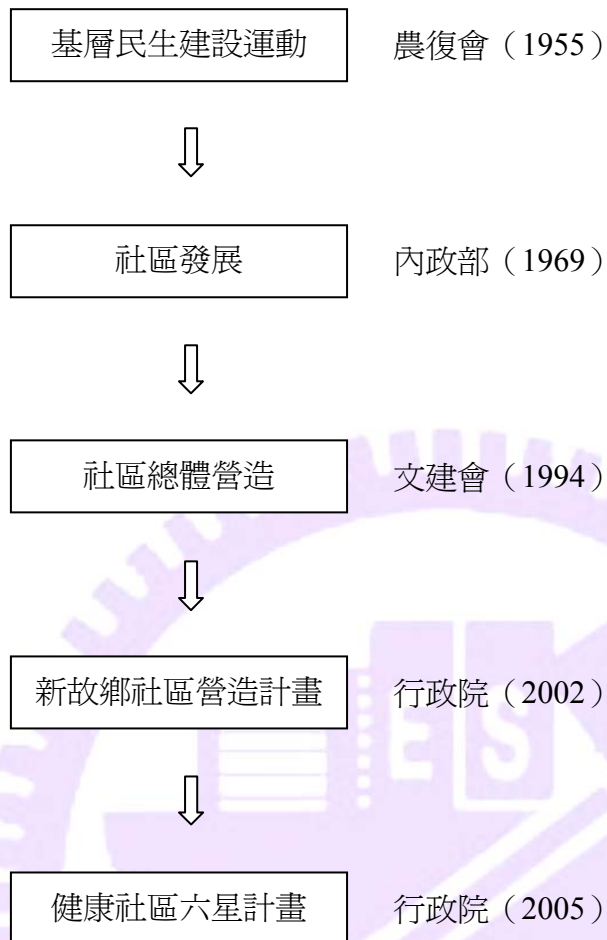 基層民生建設運動 農復會（1955）
社區發展 內政部（1969）
社區總體營造 文建會（1994）
新故鄉社區營造計畫 行政院（2002）
健康社區六星計畫 行政院（2005）
ES